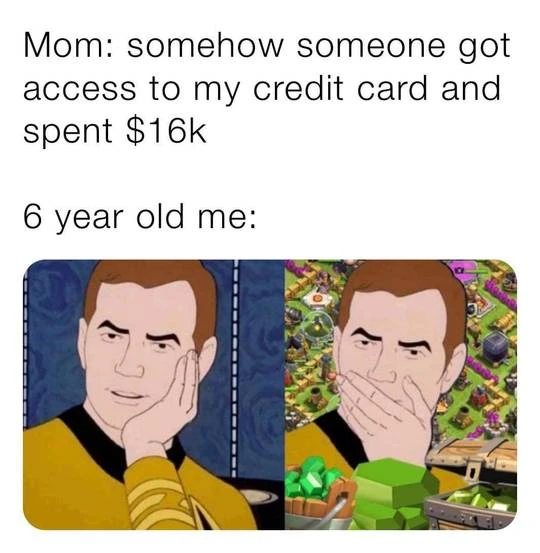 Mom: somehow someone got
access to my credit card and
spent $16k
6 year old me: